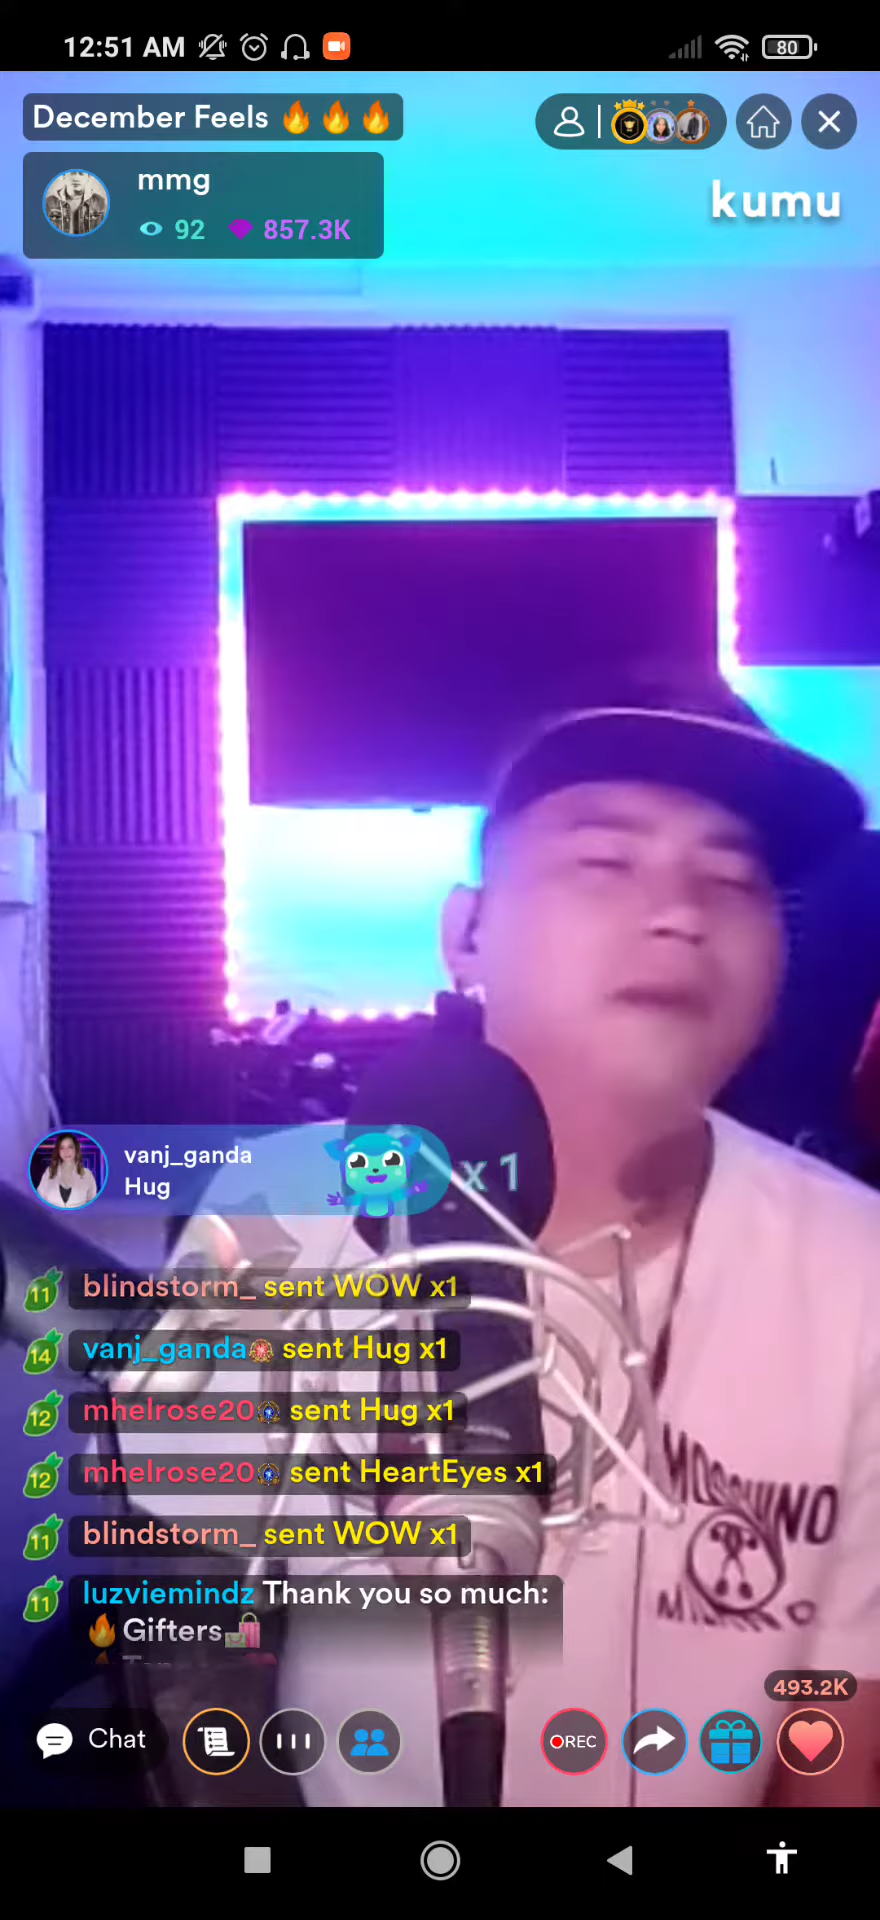 12:51 AM
80
December Feels 🔥🔥🔥
mmg
92 857.3K
kumu
vanj_ganda
Hug
x 1
11 blindstorm_ sent WOW x1
14 vanj_ganda sent Hug x1
12 mhelrose20 sent Hug x1
12 mhelrose20 sent HeartEyes x1
11 blindstorm_ sent WOW x1
11 luzviemindz Thank you so much:
🔥Gifters🛍️
MOSCHINO
493.2K
Chat
REC